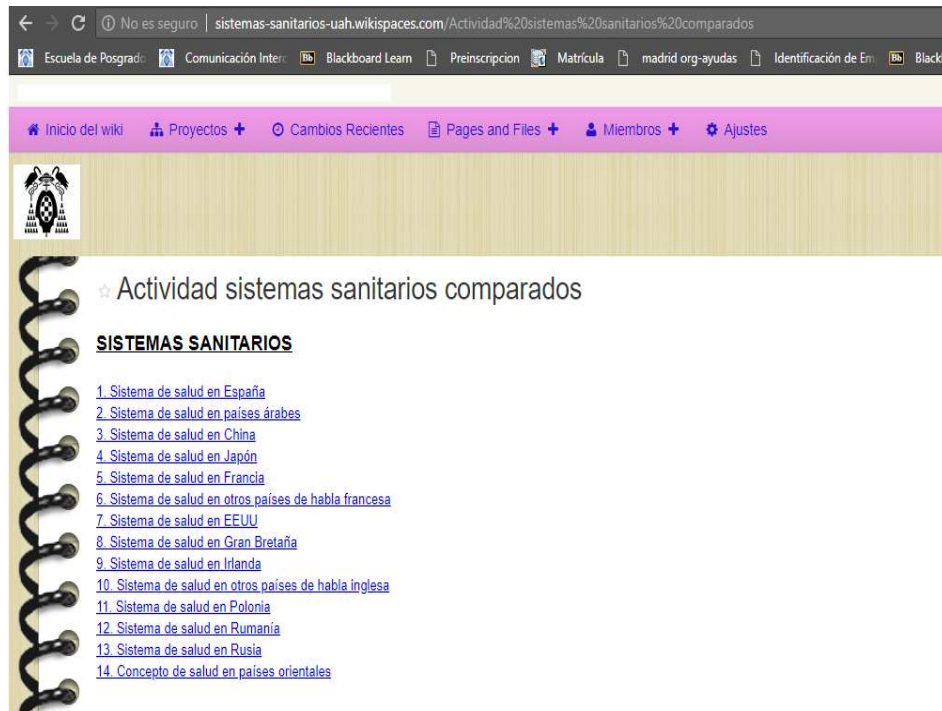 No es seguro | sistemas-sanitarios-uah.wikispaces.com/Actividad%20sistemas%20sanitarios%20comparados
Escuela de Posgrado Comunicación Interc Bb Blackboard Learn Preinscripcion Matrícula madrid org-ayudas Identificación de Em Bb Black
Inicio del wiki Proyectos + Cambios Recientes Pages and Files + Miembros + Ajustes
Actividad sistemas sanitarios comparados
SISTEMAS SANITARIOS
1. Sistema de salud en España
2. Sistema de salud en países árabes
3. Sistema de salud en China
4. Sistema de salud en Japón
5. Sistema de salud en Francia
6. Sistema de salud en otros países de habla francesa
7. Sistema de salud en EEUU
8. Sistema de salud en Gran Bretaña
9. Sistema de salud en Irlanda
10. Sistema de salud en otros países de habla inglesa
11. Sistema de salud en Polonia
12. Sistema de salud en Rumanía
13. Sistema de salud en Rusia
14. Concepto de salud en países orientales